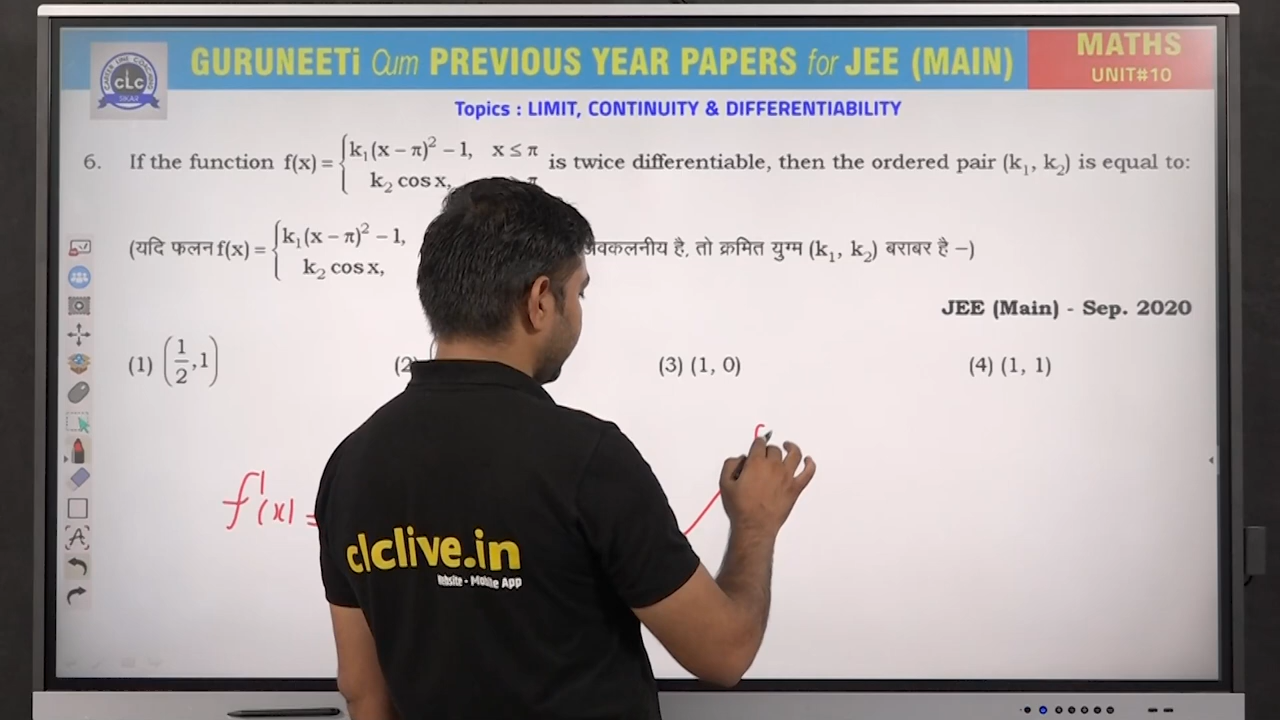 GURUNEETi Cum PREVIOUS YEAR PAPERS for JEE (MAIN)
MATHS
UNIT#10
CLC
SIKAR
Topics : LIMIT, CONTINUITY & DIFFERENTIABILITY
6. If the function f(x) = { k₁(x − π)² − 1, x ≤ π
k₂ cos x, π
is twice differentiable, then the ordered pair (k₁, k₂) is equal to:
(यदि फलन f(x) = { k₁(x − π)² − 1,
k₂ cos x,
है, तो क्रमित युग्म (k₁, k₂) बराबर है −)
JEE (Main) - Sep. 2020
(1) (1/2, 1)
(3) (1, 0)
(4) (1, 1)
f'(x) =
clclive.in
Website - Mobile App